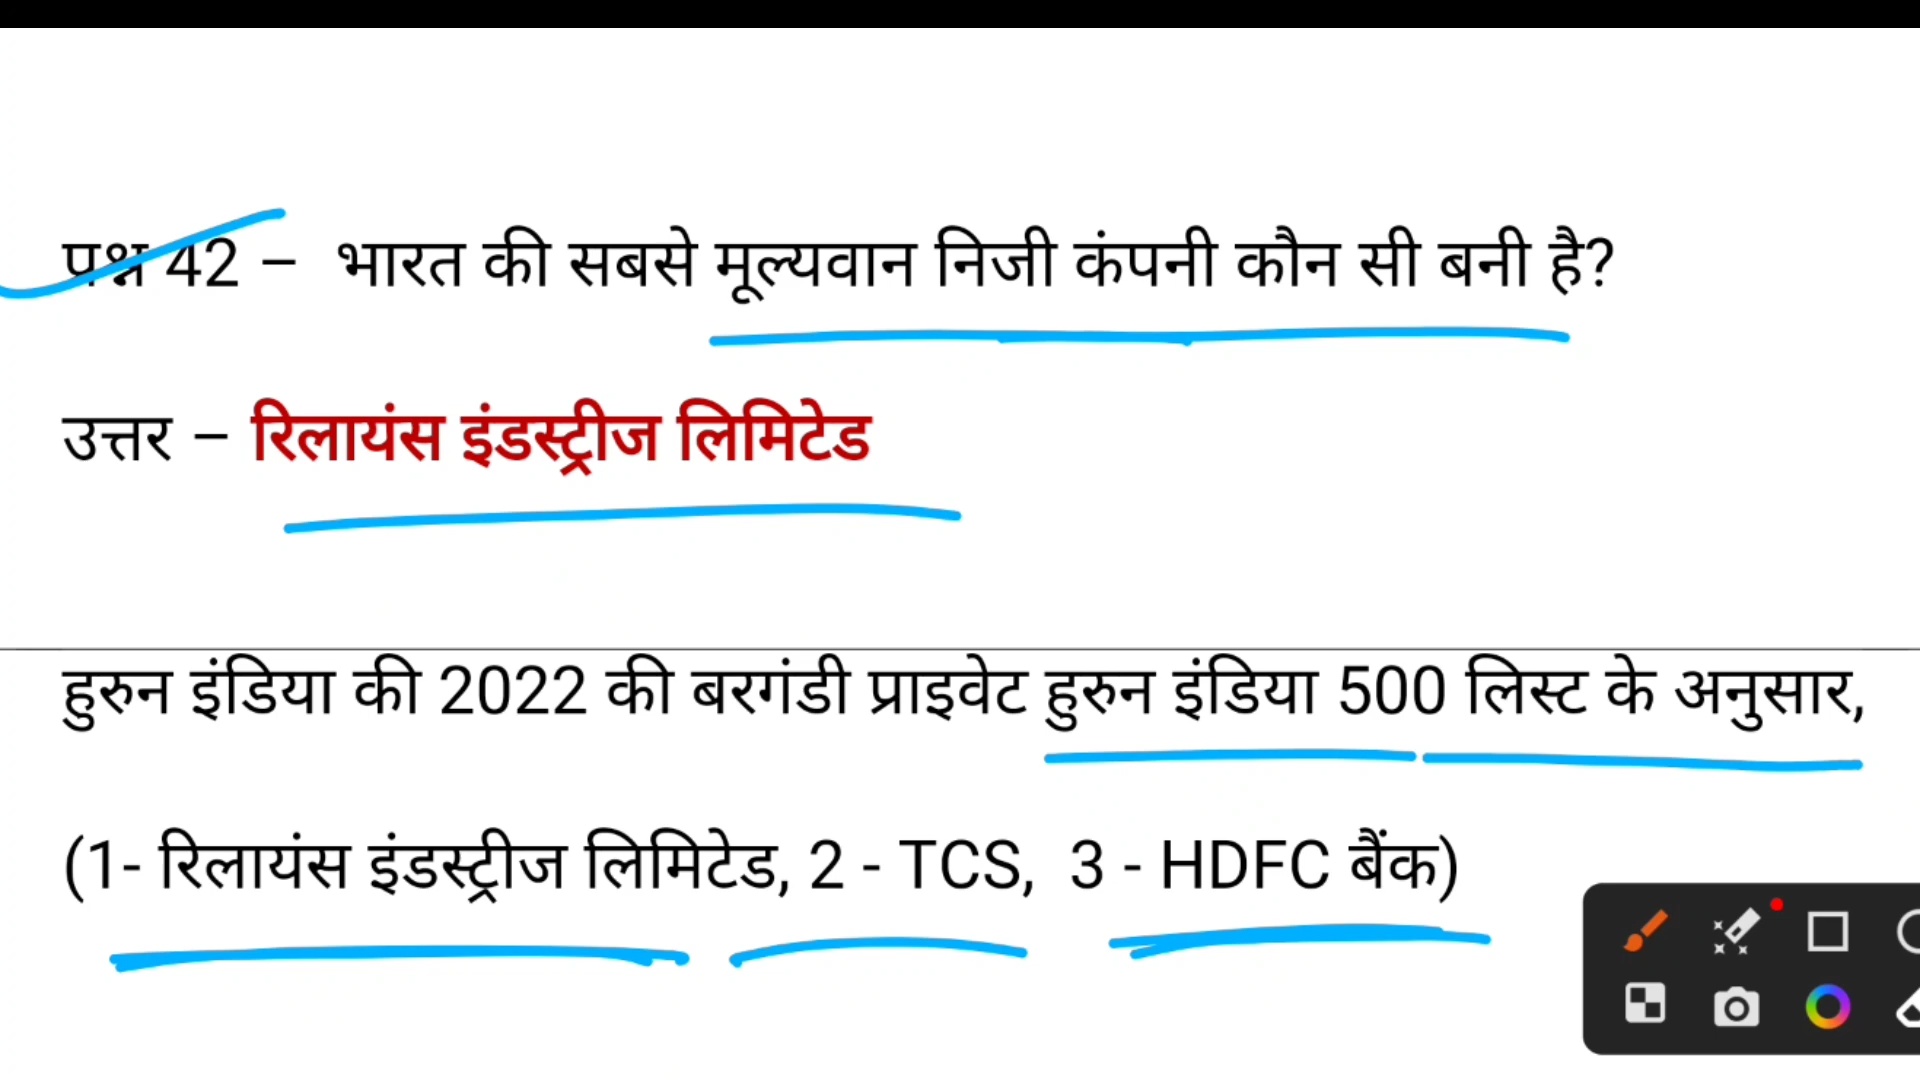 प्रश्न 42 – भारत की सबसे मूल्यवान निजी कंपनी कौन सी बनी है?
उत्तर – रिलायंस इंडस्ट्रीज लिमिटेड
हुरुन इंडिया की 2022 की बरगंडी प्राइवेट हुरुन इंडिया 500 लिस्ट के अनुसार,
(1- रिलायंस इंडस्ट्रीज लिमिटेड, 2 - TCS, 3 - HDFC बैंक)